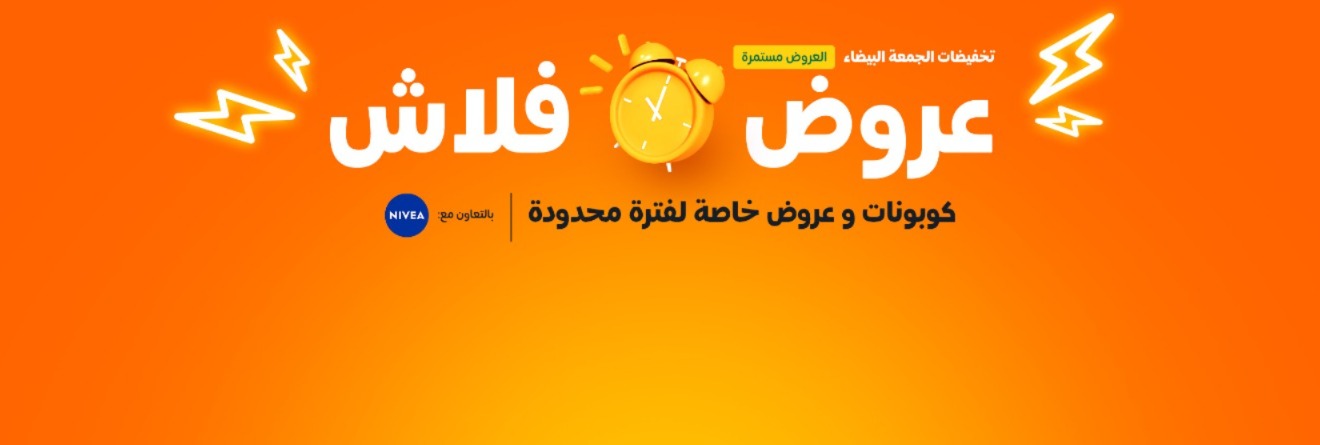 تخفيضات الجمعة البيضاء العروض مستمرة
عروض فلاش
كوبونات و عروض خاصة لفترة محدودة
بالتعاون مع: NIVEA